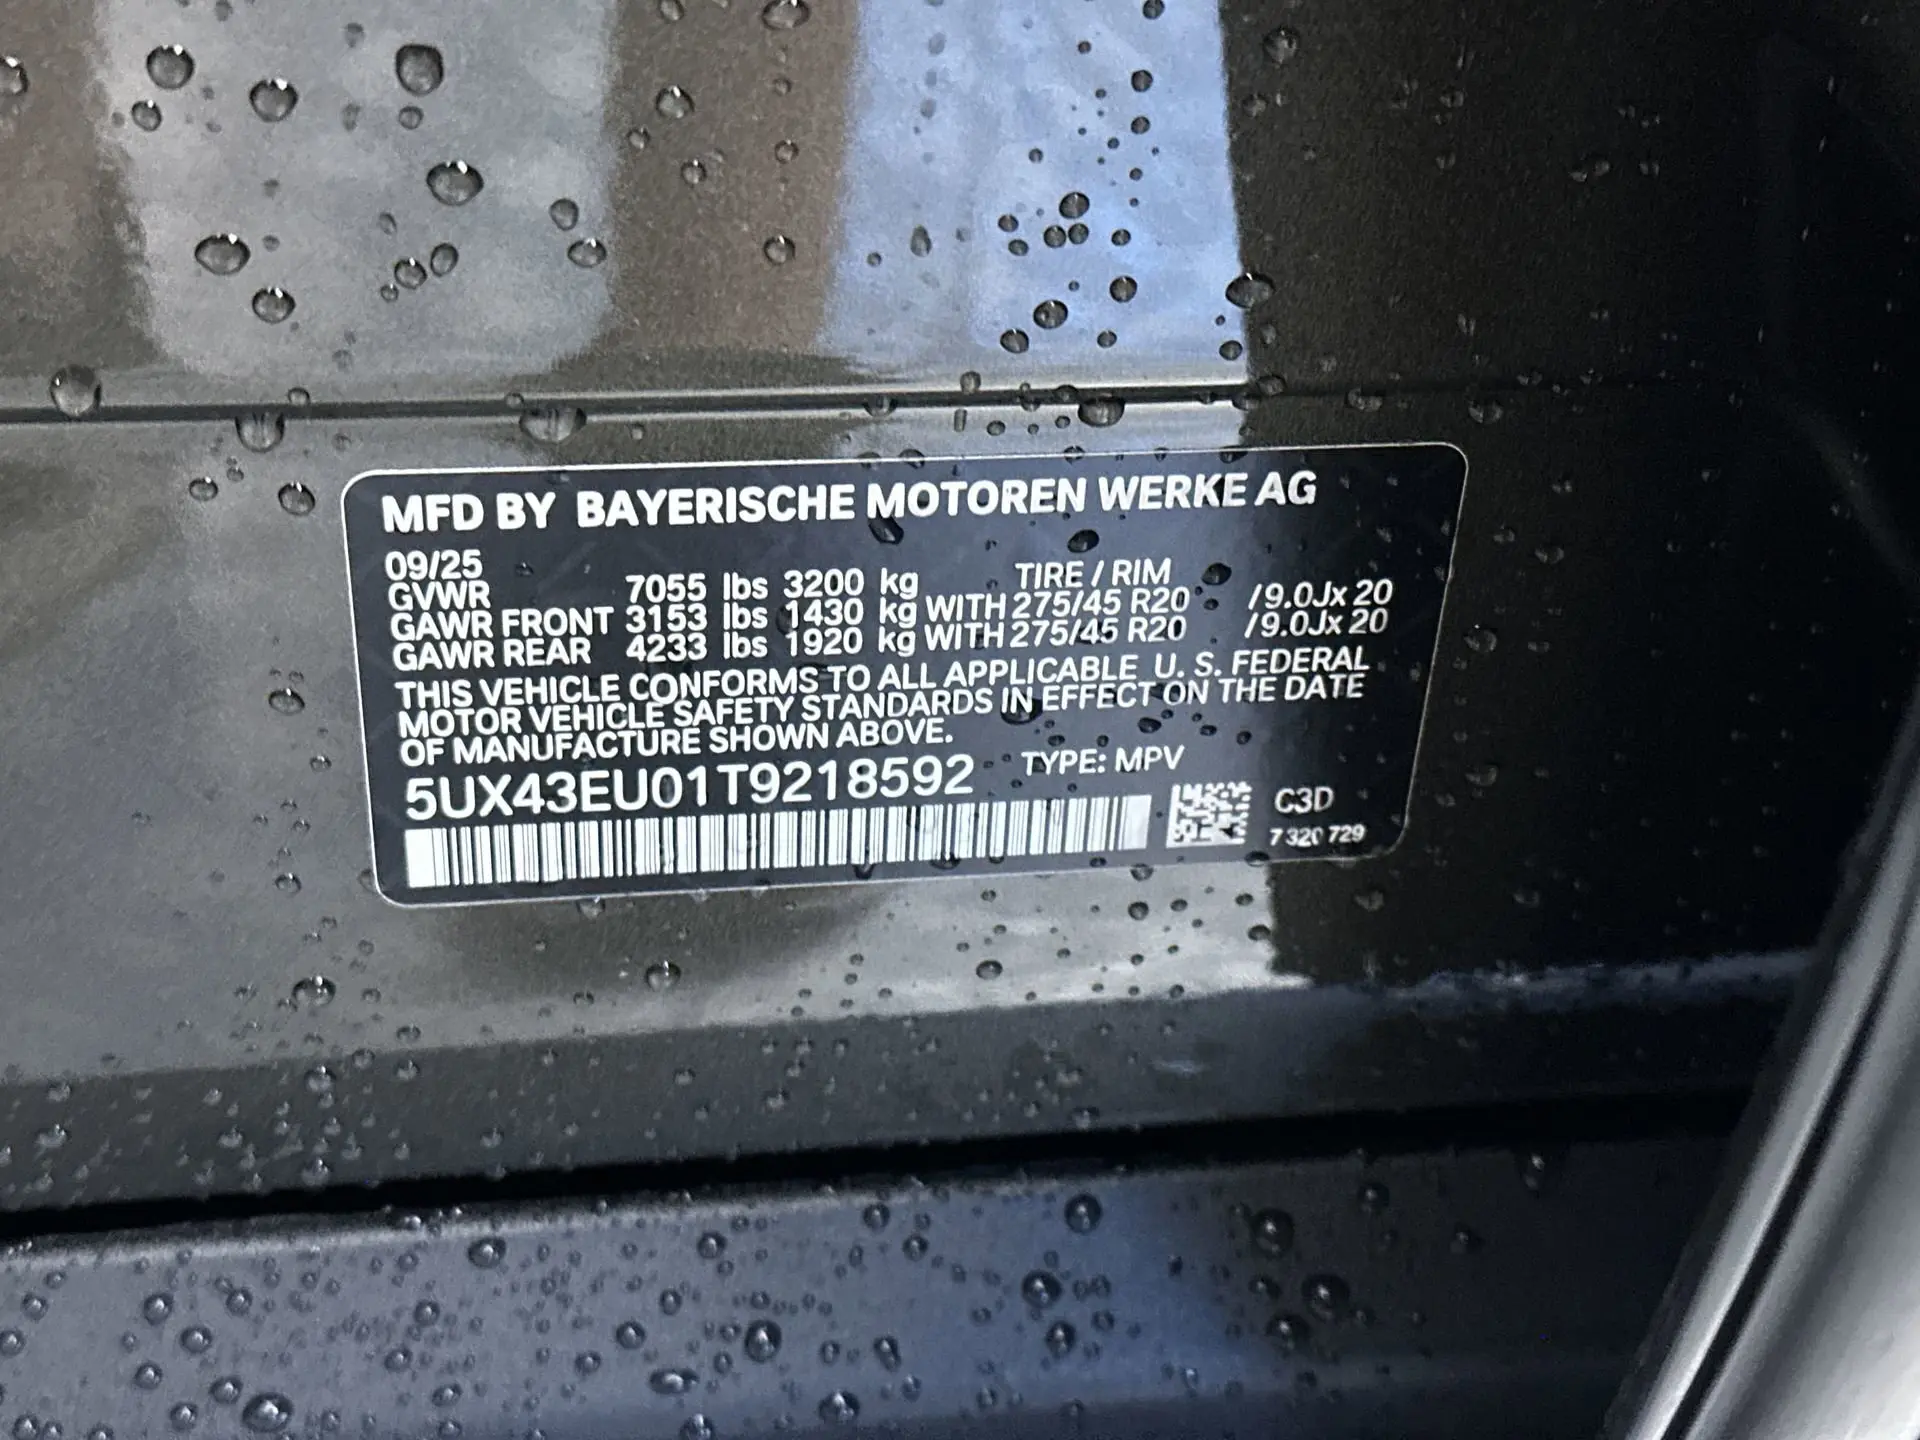 MFD BY BAYERISCHE MOTOREN WERKE AG
09/25 TIRE / RIM
GVWR 7055 lbs 3200 kg
GAWR FRONT 3153 lbs 1430 kg WITH 275/45 R20 /9.0Jx 20
GAWR REAR 4233 lbs 1920 kg WITH 275/45 R20 /9.0Jx 20
THIS VEHICLE CONFORMS TO ALL APPLICABLE U. S. FEDERAL
MOTOR VEHICLE SAFETY STANDARDS IN EFFECT ON THE DATE
OF MANUFACTURE SHOWN ABOVE.
5UX43EU01T9218592 TYPE: MPV
C3D
7 320 729